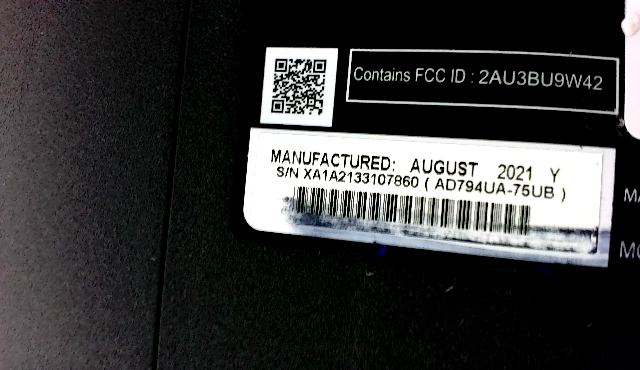 Contains FCC ID : 2AU3BU9W42
MANUFACTURED: AUGUST 2021 Y
S/N XA1A2133107860 ( AD794UA-75UB )